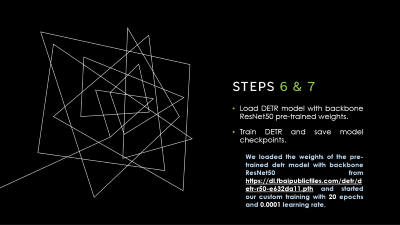 STEPS 6 & 7
• Load DETR model with backbone
ResNet50 pre-trained weights.
• Train DETR and save model
checkpoints.
We loaded the weights of the pre-
trained detr model with backbone
ResNet50 from
https://dl.fbaipublicfiles.com/detr/d
etr-r50-e632da11.pth and started
our custom training with 20 epochs
and 0.0001 learning rate.